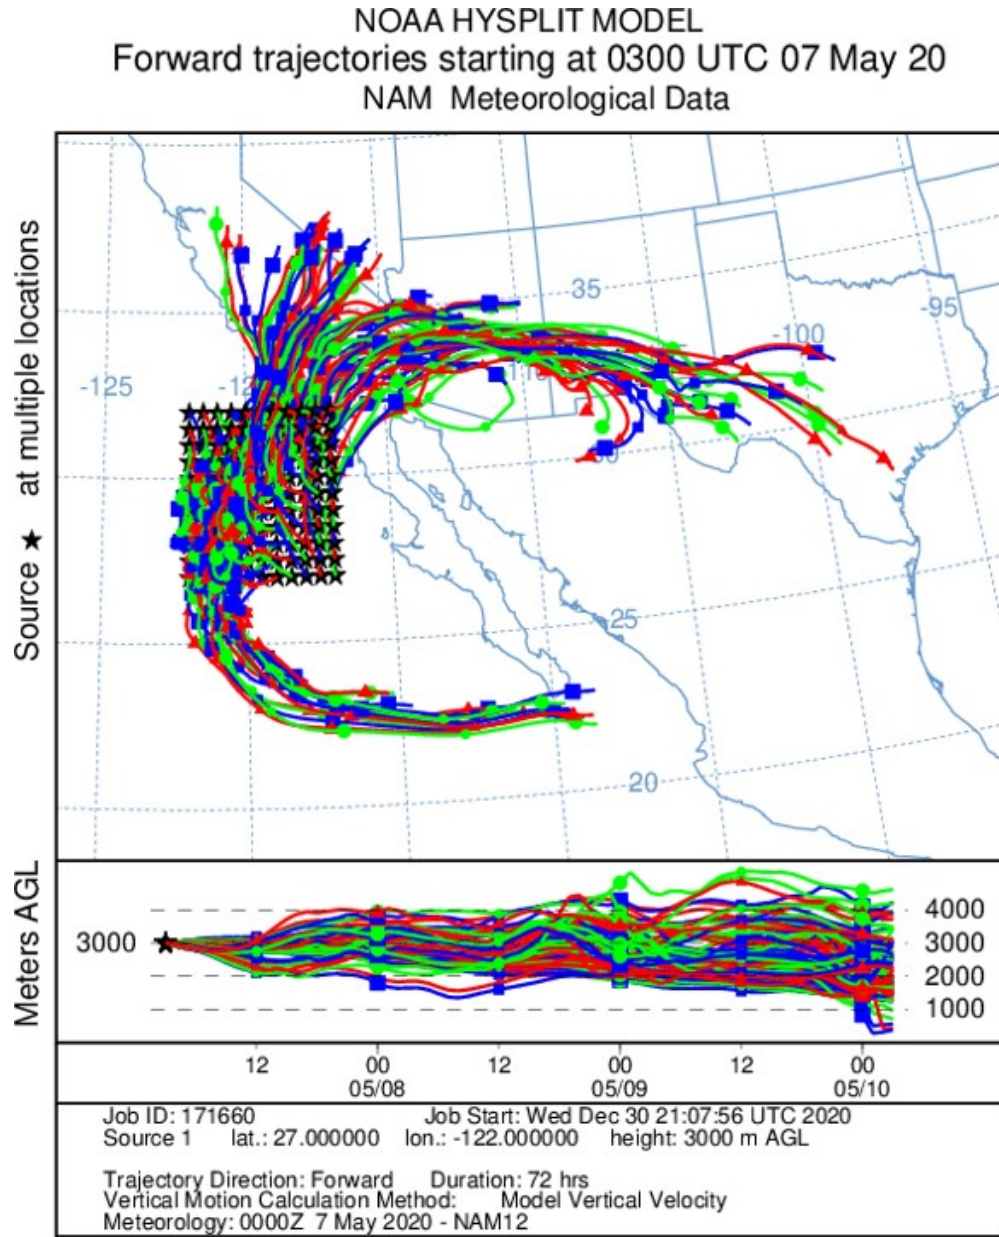 NOAA HYSPLIT MODEL
Forward trajectories starting at 0300 UTC 07 May 20
NAM Meteorological Data
Source ★ at multiple locations
35
-100
-95
-125
-12
-110
30
25
20
Meters AGL
3000
4000
3000
2000
1000
12 00 12 00 12 00
05/08 05/09 05/10
Job ID: 171660 Job Start: Wed Dec 30 21:07:56 UTC 2020
Source 1 lat.: 27.000000 lon.: -122.000000 height: 3000 m AGL
Trajectory Direction: Forward Duration: 72 hrs
Vertical Motion Calculation Method: Model Vertical Velocity
Meteorology: 0000Z 7 May 2020 - NAM12